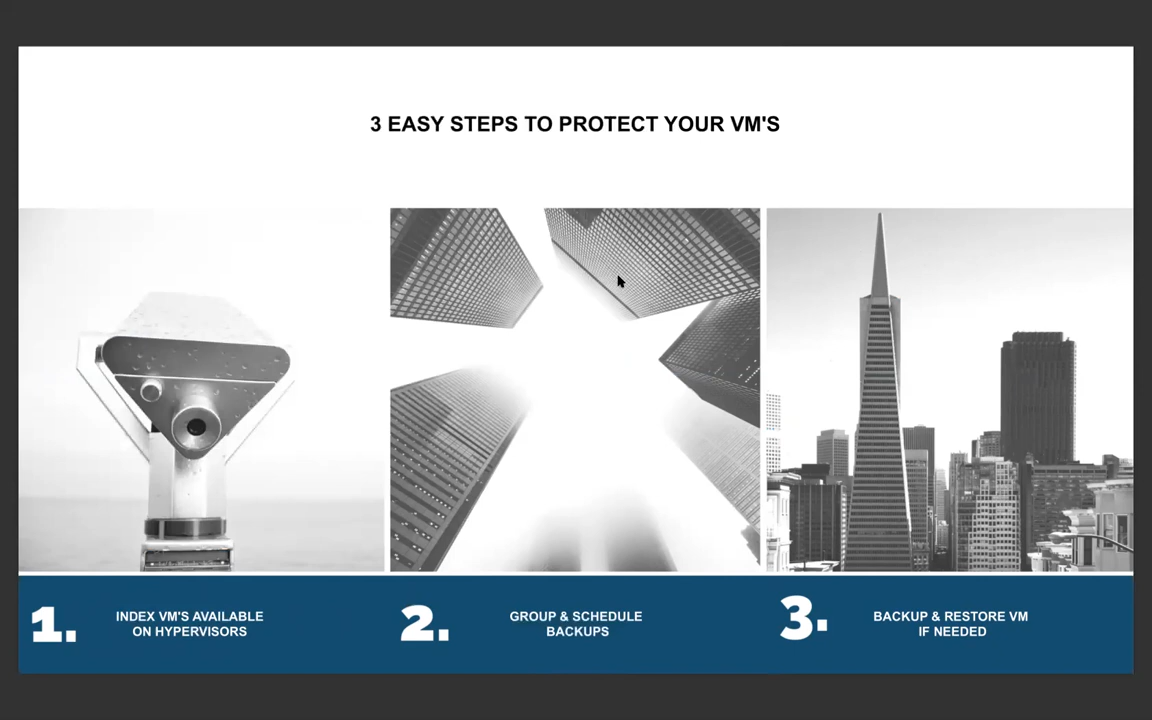 3 EASY STEPS TO PROTECT YOUR VM'S
1.
INDEX VM'S AVAILABLE
ON HYPERVISORS
2.
GROUP & SCHEDULE
BACKUPS
3.
BACKUP & RESTORE VM
IF NEEDED